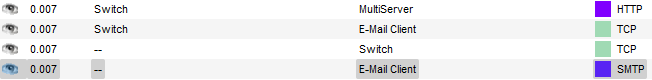 0.007 Switch MultiServer HTTP
0.007 Switch E-Mail Client TCP
0.007 -- Switch TCP
0.007 -- E-Mail Client SMTP